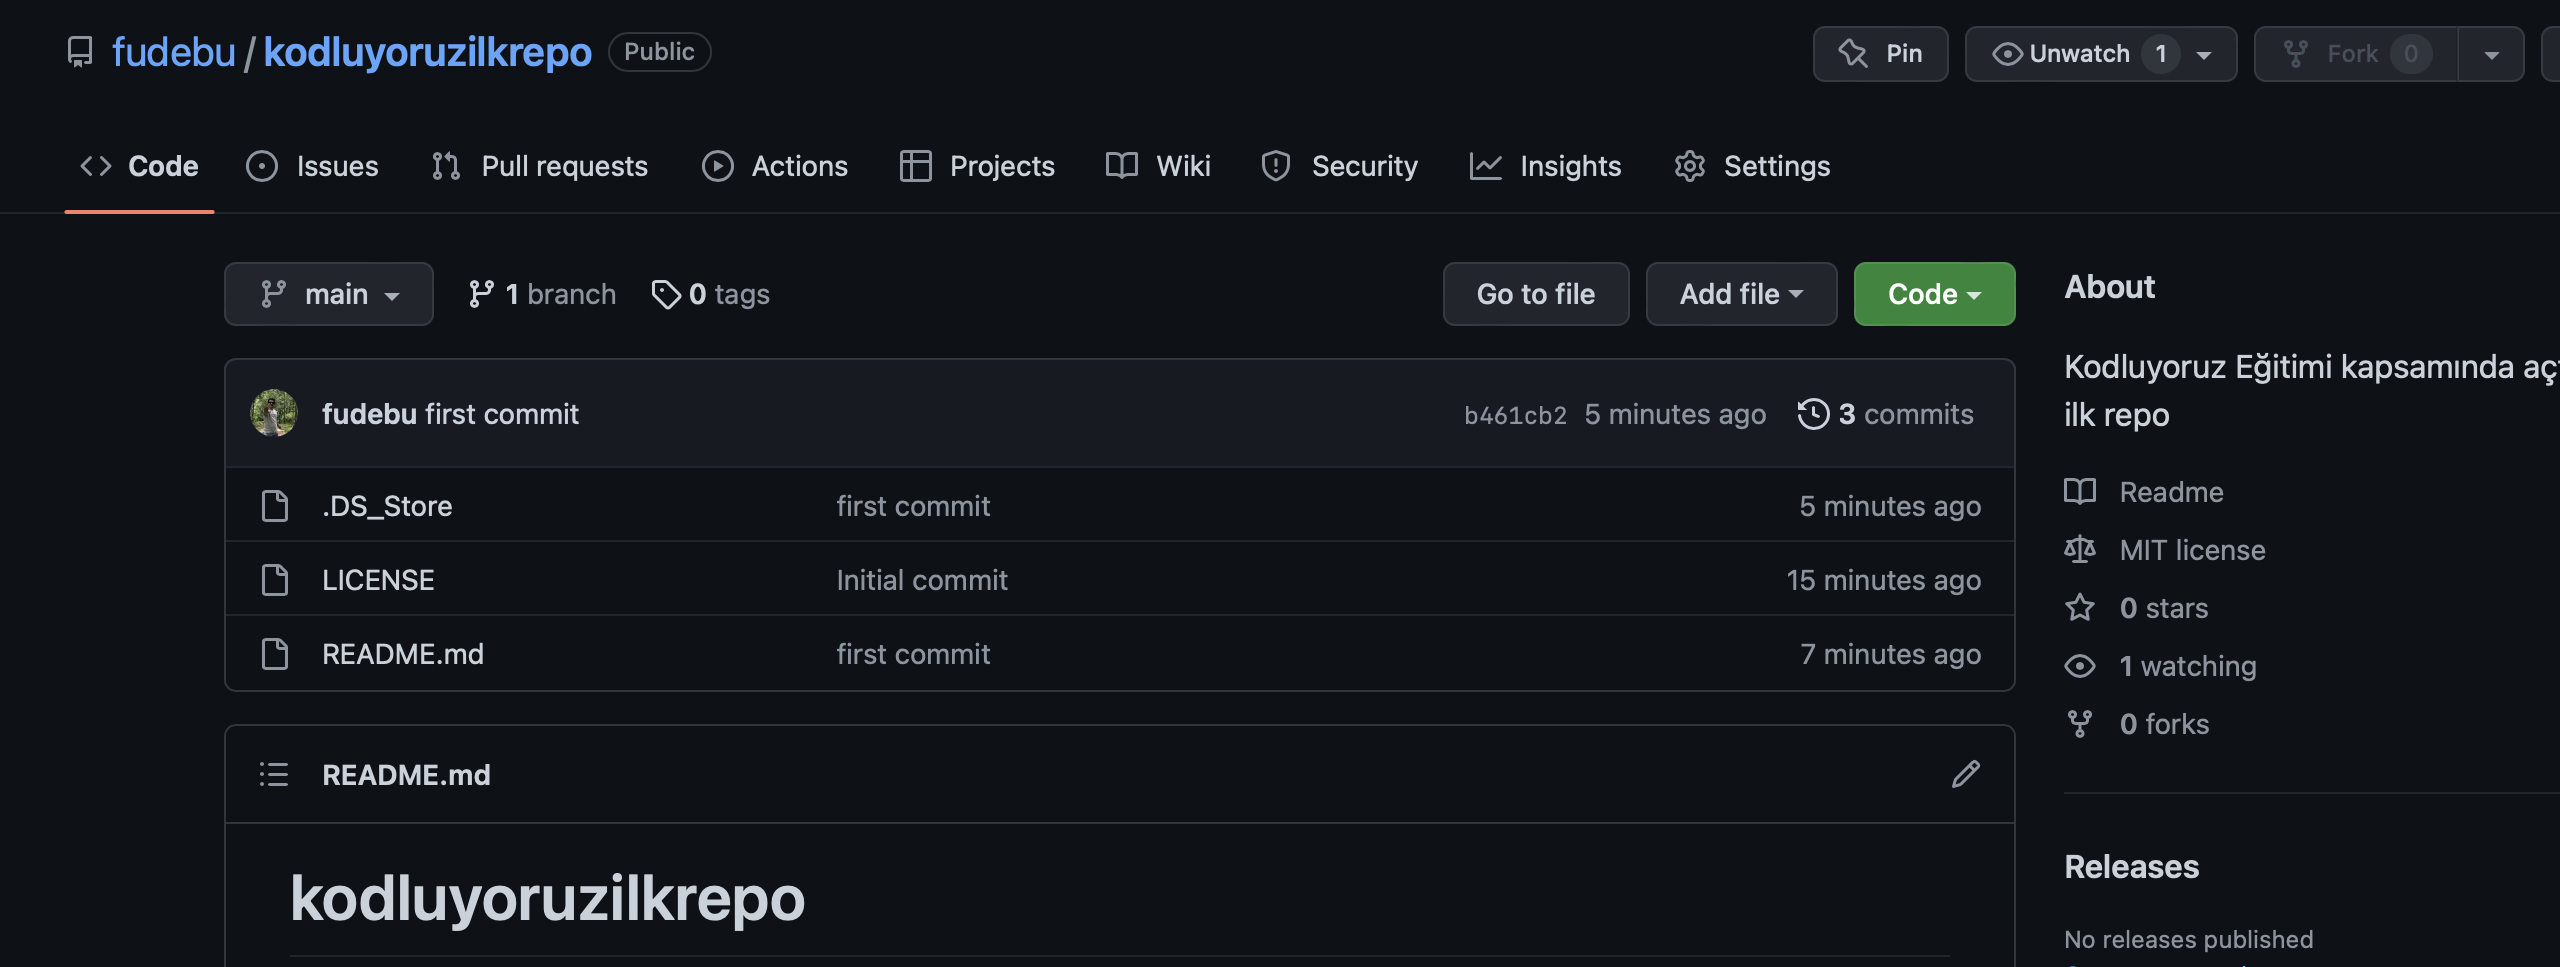 fudebu / kodluyoruzilkrepo Public
Pin
Unwatch 1
Fork 0
Code
Issues
Pull requests
Actions
Projects
Wiki
Security
Insights
Settings
main
1 branch
0 tags
Go to file
Add file
Code
fudebu first commit b461cb2 5 minutes ago 3 commits
.DS_Store first commit 5 minutes ago
LICENSE Initial commit 15 minutes ago
README.md first commit 7 minutes ago
README.md
kodluyoruzilkrepo
About
Kodluyoruz Eğitimi kapsamında
ilk repo
Readme
MIT license
0 stars
1 watching
0 forks
Releases
No releases published